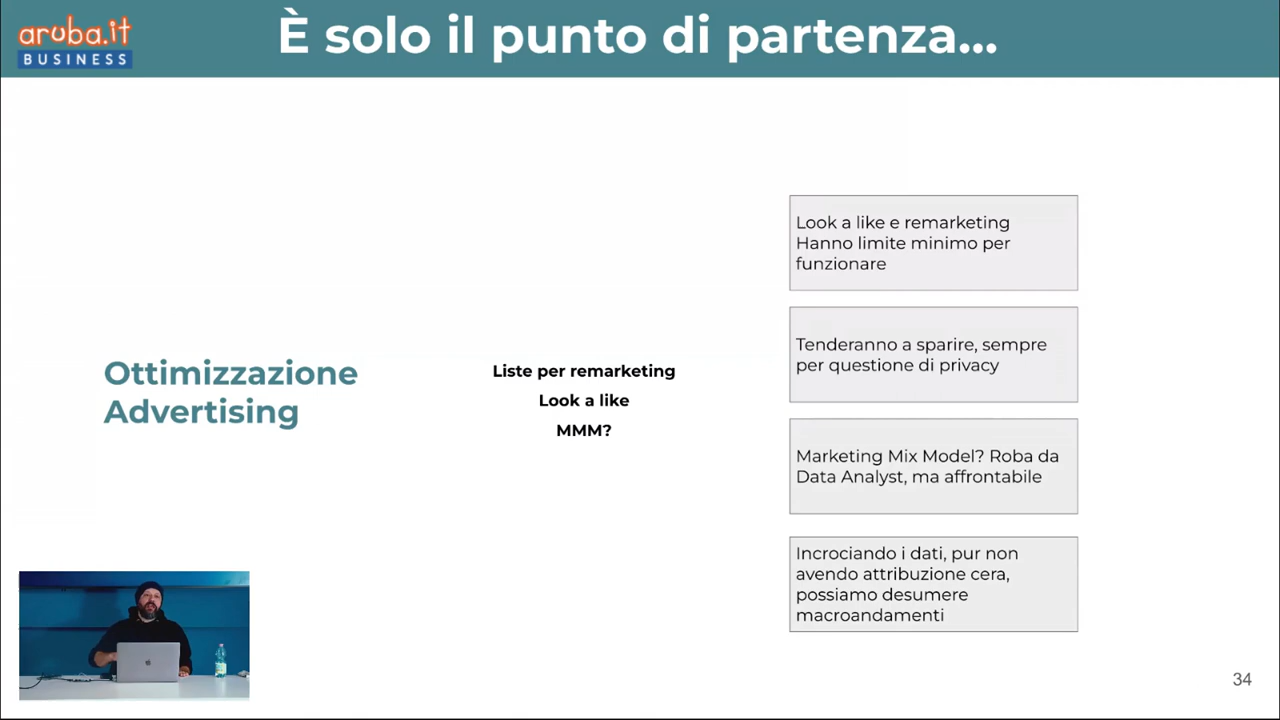 È solo il punto di partenza...
aruba.it
BUSINESS
Ottimizzazione
Advertising
Liste per remarketing
Look a like
MMM?
Look a like e remarketing
Hanno limite minimo per
funzionare
Tenderanno a sparire, sempre
per questione di privacy
Marketing Mix Model? Roba da
Data Analyst, ma affrontabile
Incrociando i dati, pur non
avendo attribuzione cera,
possiamo desumere
macroandamenti
34